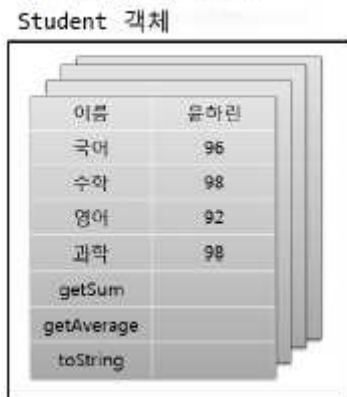 Student 객체
이름 윤하린
국어 96
수학 98
영어 92
과학 98
getSum
getAverage
toString